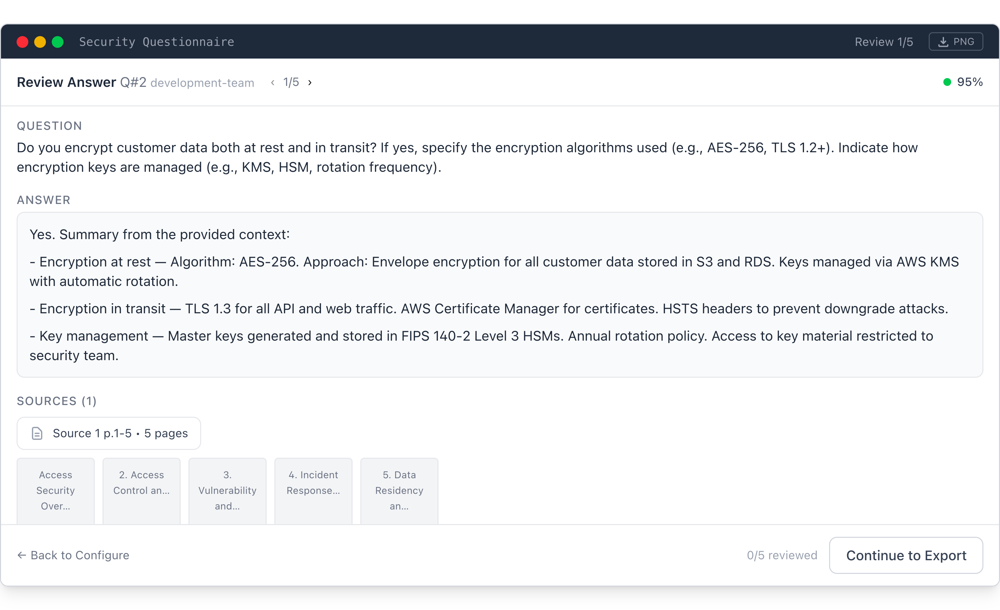 Security Questionnaire
Review 1/5
PNG
Review Answer Q#2 development-team ‹ 1/5 ›
95%
QUESTION
Do you encrypt customer data both at rest and in transit? If yes, specify the encryption algorithms used (e.g., AES-256, TLS 1.2+). Indicate how
encryption keys are managed (e.g., KMS, HSM, rotation frequency).
ANSWER
Yes. Summary from the provided context:
- Encryption at rest — Algorithm: AES-256. Approach: Envelope encryption for all customer data stored in S3 and RDS. Keys managed via AWS KMS
with automatic rotation.
- Encryption in transit — TLS 1.3 for all API and web traffic. AWS Certificate Manager for certificates. HSTS headers to prevent downgrade attacks.
- Key management — Master keys generated and stored in FIPS 140-2 Level 3 HSMs. Annual rotation policy. Access to key material restricted to
security team.
SOURCES (1)
Source 1 p.1-5 • 5 pages
Access
Security
Over...
2. Access
Control an...
3.
Vulnerability
and...
4. Incident
Response...
5. Data
Residency
an...
← Back to Configure
0/5 reviewed
Continue to Export